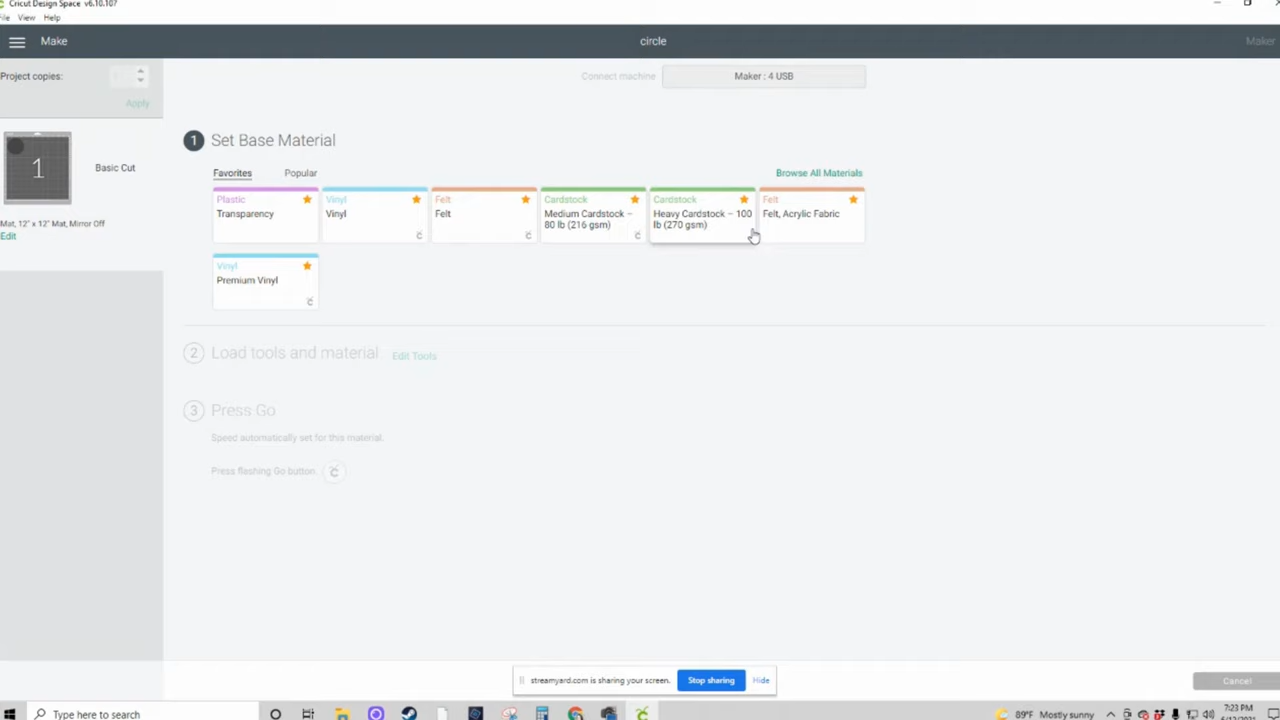 Cricut Design Space v6.10.107
File View Help
Make
circle
Maker
Project copies:
Connect machine
Maker : 4 USB
Apply
1 Set Base Material
1
Basic Cut
Favorites
Popular
Browse All Materials
Plastic
Transparency
Vinyl
Vinyl
Felt
Felt
Cardstock
Medium Cardstock –
80 lb (216 gsm)
Cardstock
Heavy Cardstock – 100
lb (270 gsm)
Felt
Felt, Acrylic Fabric
Mat, 12" x 12" Mat, Mirror Off
Edit
Vinyl
Premium Vinyl
2 Load tools and material
Edit Tools
3 Press Go
Speed automatically set for this material.
Press flashing Go button
streamyard.com is sharing your screen.
Stop sharing
Hide
Cancel
Type here to search
89°F Mostly sunny
7:23 PM